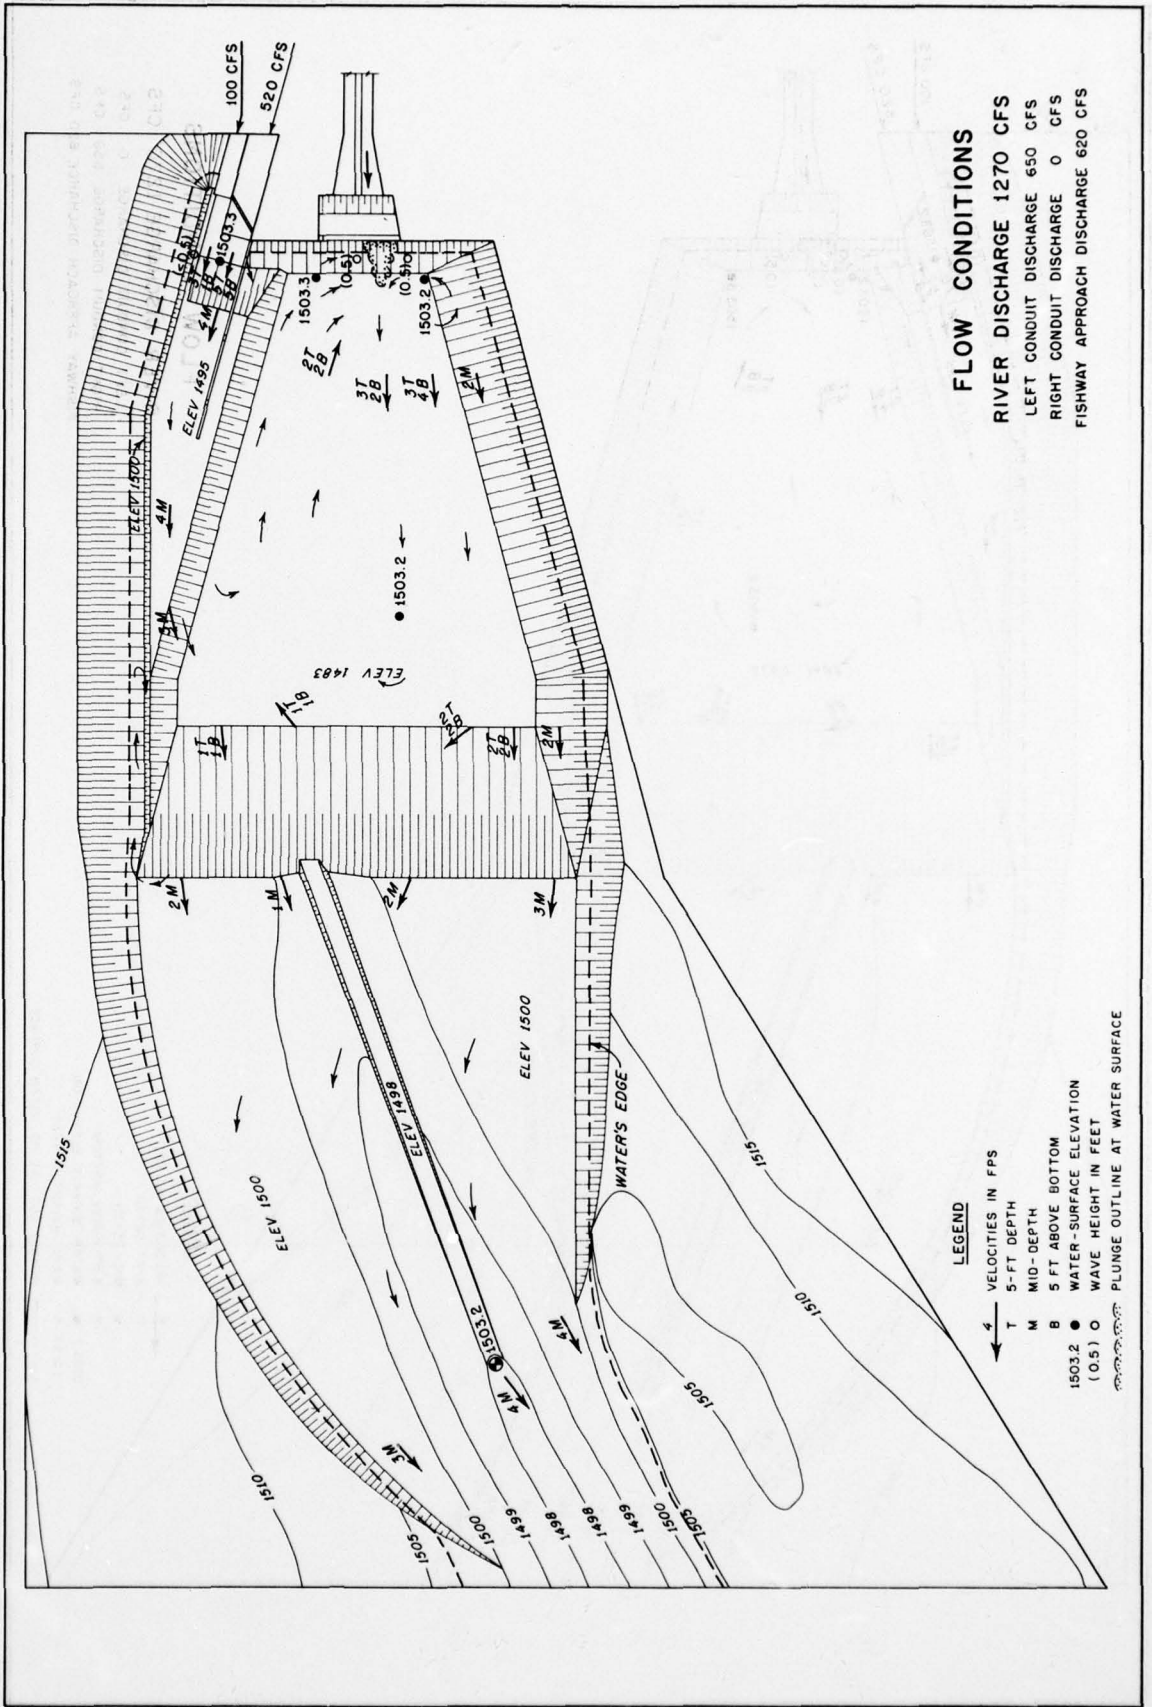 100 CFS
520 CFS
FLOW CONDITIONS
RIVER DISCHARGE 1270 CFS
LEFT CONDUIT DISCHARGE 650 CFS
RIGHT CONDUIT DISCHARGE 0 CFS
FISHWAY APPROACH DISCHARGE 620 CFS
1503.3
4M
ELEV 1495
1503.3
(0.5)
(0.5)
1503.2
2T
2B
3T
2B
3T
4B
2M
ELEV 1500
4M
3M
1503.2
ELEV 1483
1T
1B
1T
1B
2T
2B
2T
2B
2M
2M
1M
2M
3M
ELEV 1500
ELEV 1498
ELEV 1500
WATER'S EDGE
1515
1515
1510
1510
1503.2
4M
4M
3M
1505
1505
1500
1499
1498
1498
1499
1500
1505
LEGEND
4 VELOCITIES IN FPS
T 5-FT DEPTH
M MID-DEPTH
B 5 FT ABOVE BOTTOM
1503.2 ● WATER-SURFACE ELEVATION
(0.5) O WAVE HEIGHT IN FEET
PLUNGE OUTLINE AT WATER SURFACE